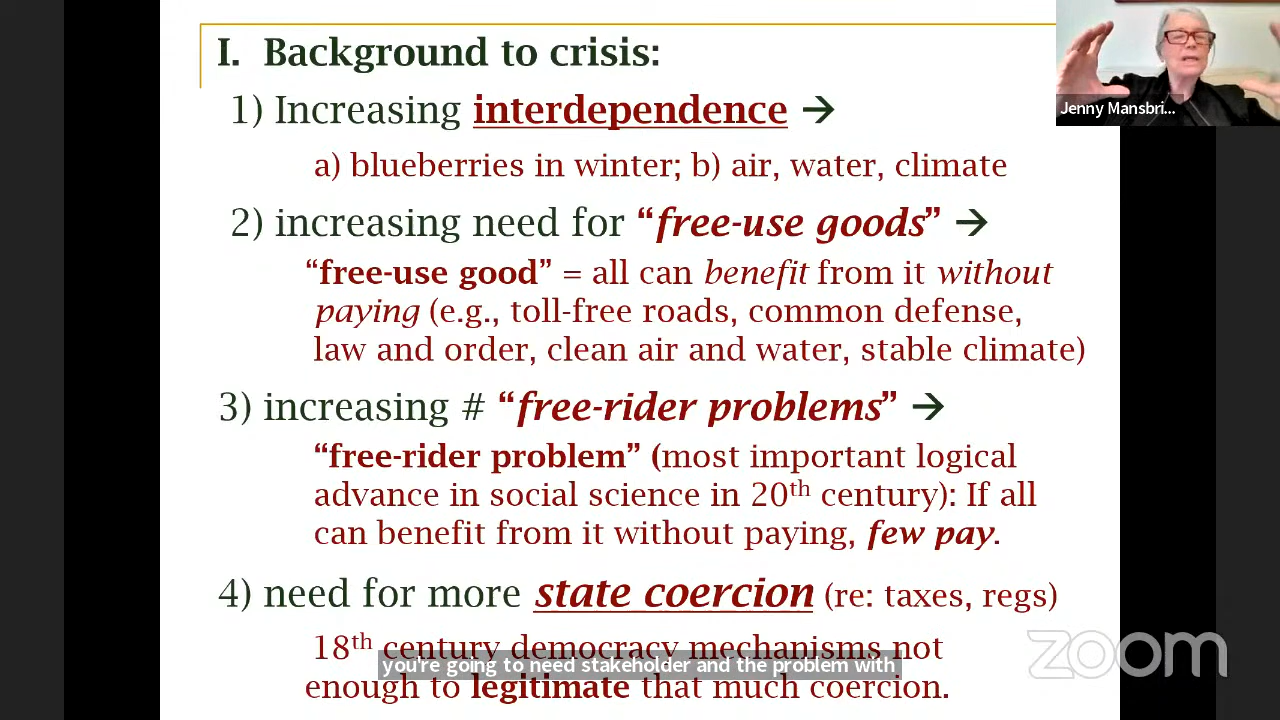 I. Background to crisis:
Jenny Mansbri...
1) Increasing interdependence →
a) blueberries in winter; b) air, water, climate
2) increasing need for “free-use goods” →
“free-use good” = all can benefit from it without
paying (e.g., toll-free roads, common defense,
law and order, clean air and water, stable climate)
3) increasing # “free-rider problems” →
“free-rider problem” (most important logical
advance in social science in 20th century): If all
can benefit from it without paying, few pay.
4) need for more state coercion (re: taxes, regs)
18th century democracy mechanisms not
you're going to need stakeholder and the problem with
enough to legitimate that much coercion.
zoom